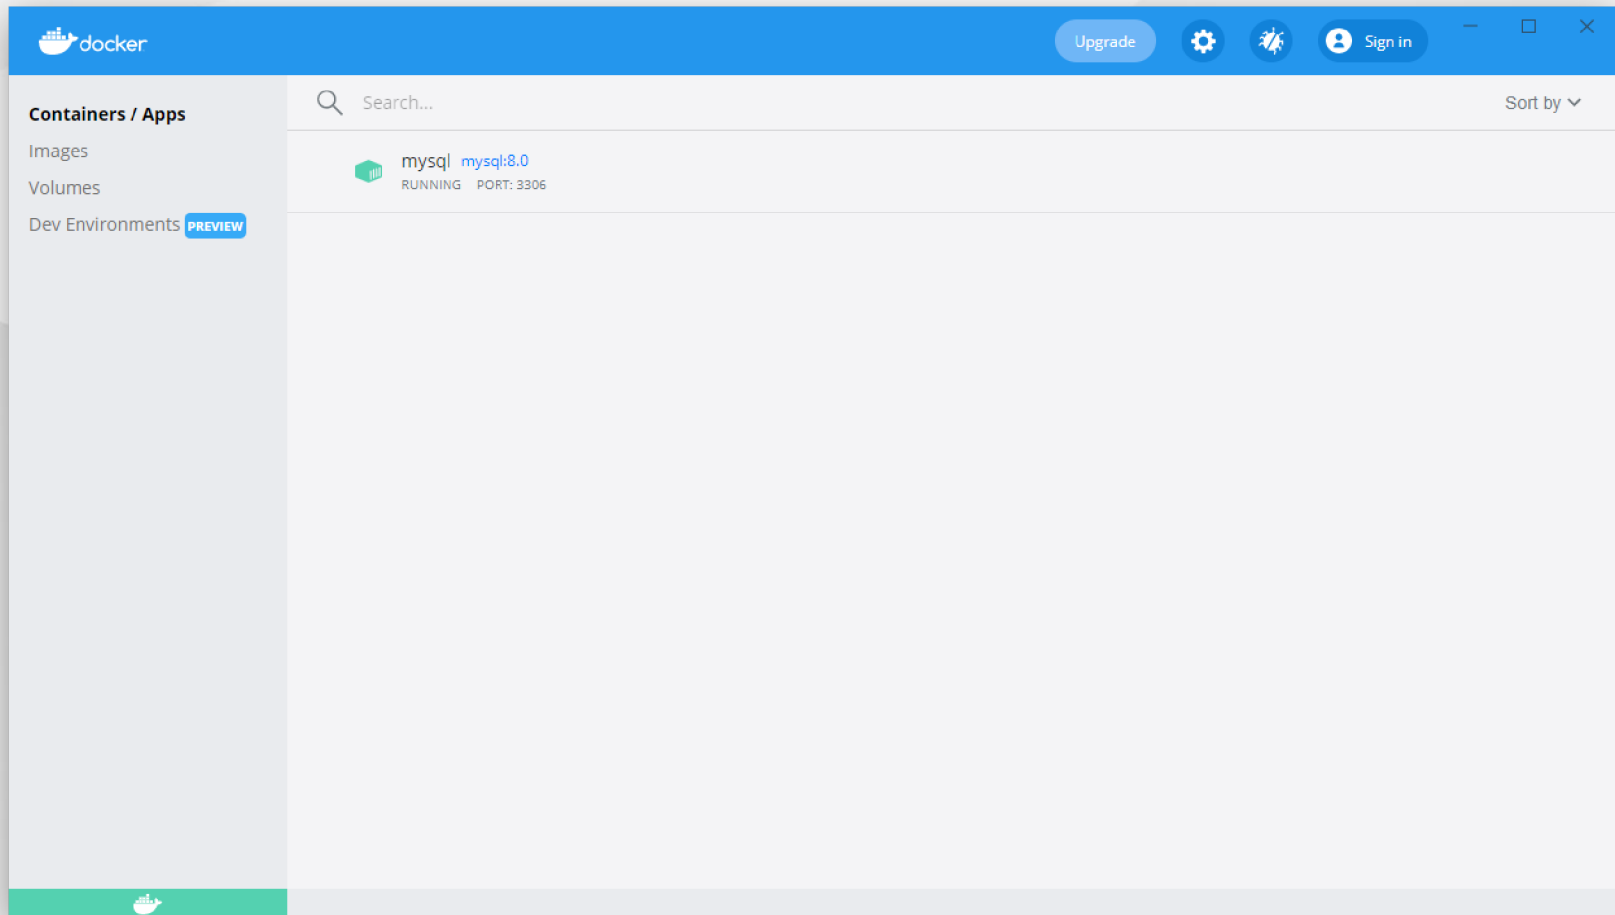 docker
Upgrade
Sign in
Containers / Apps
Images
Volumes
Dev Environments PREVIEW
Search...
Sort by
mysql mysql:8.0
RUNNING PORT: 3306